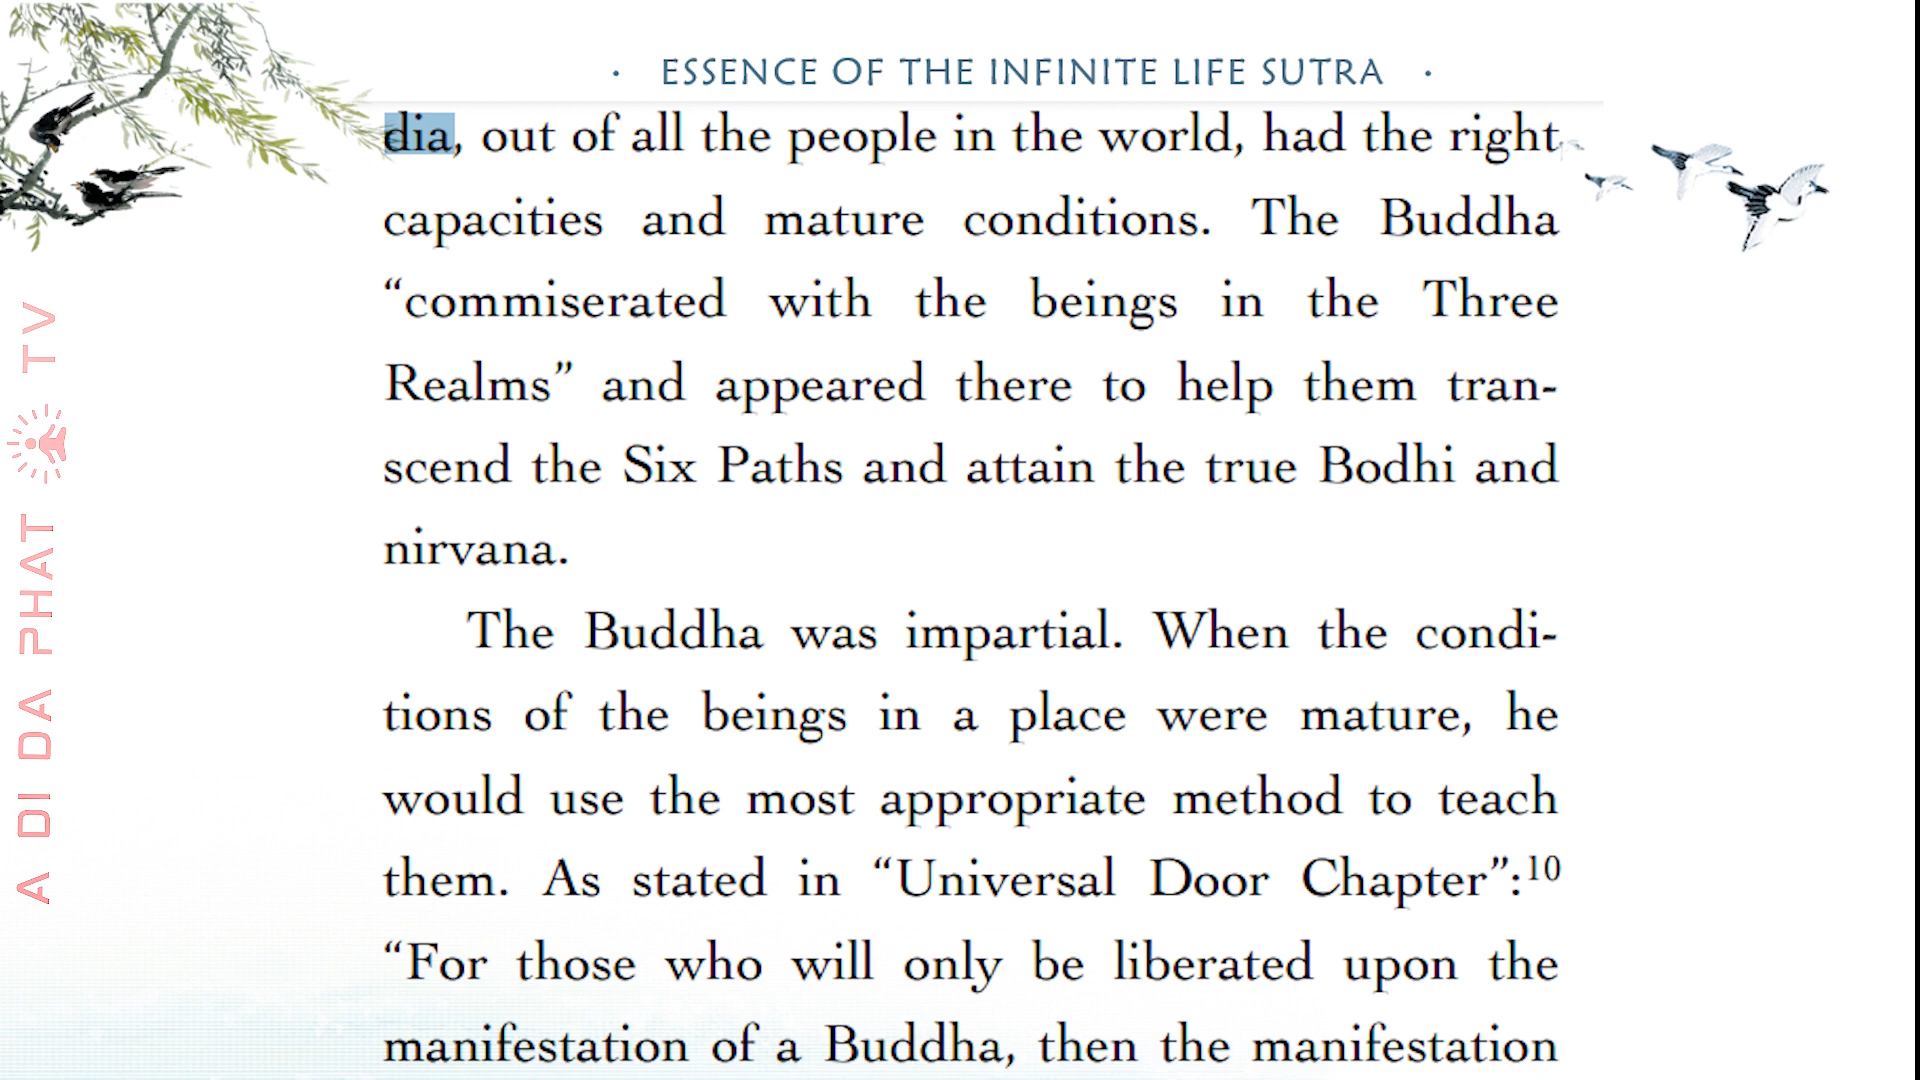 · ESSENCE OF THE INFINITE LIFE SUTRA ·
dia, out of all the people in the world, had the right
capacities and mature conditions. The Buddha
“commiserated with the beings in the Three
Realms” and appeared there to help them tran-
scend the Six Paths and attain the true Bodhi and
nirvana.
The Buddha was impartial. When the condi-
tions of the beings in a place were mature, he
would use the most appropriate method to teach
them. As stated in “Universal Door Chapter”:10
“For those who will only be liberated upon the
manifestation of a Buddha, then the manifestation
A DI DA PHAT TV